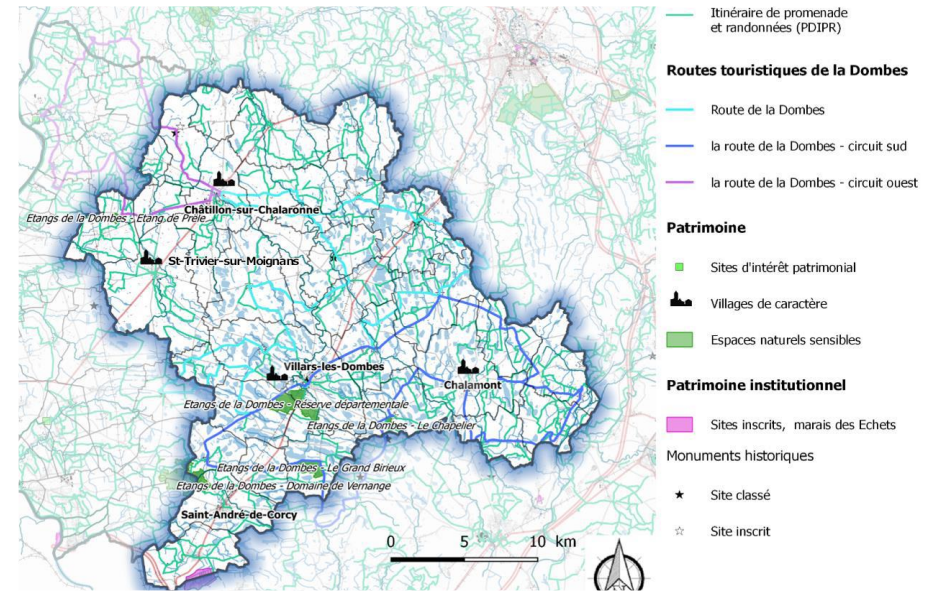 Itinéraire de promenade
et randonnées (PDIPR)
Routes touristiques de la Dombes
Route de la Dombes
la route de la Dombes - circuit sud
la route de la Dombes - circuit ouest
Patrimoine
Sites d'intérêt patrimonial
Villages de caractère
Espaces naturels sensibles
Patrimoine institutionnel
Sites inscrits, marais des Echets
Monuments historiques
Site classé
Site inscrit
Châtillon-sur-Chalaronne
Etangs de la Dombes - Etang de Prêle
St-Trivier-sur-Moignans
Villars-les-Dombes
Chalamont
Etangs de la Dombes - Réserve départementale
Etangs de la Dombes - Le Chapelier
Etangs de la Dombes - Le Grand Birieux
Etangs de la Dombes - Domaine de Vernange
Saint-André-de-Corcy
0 5 10 km